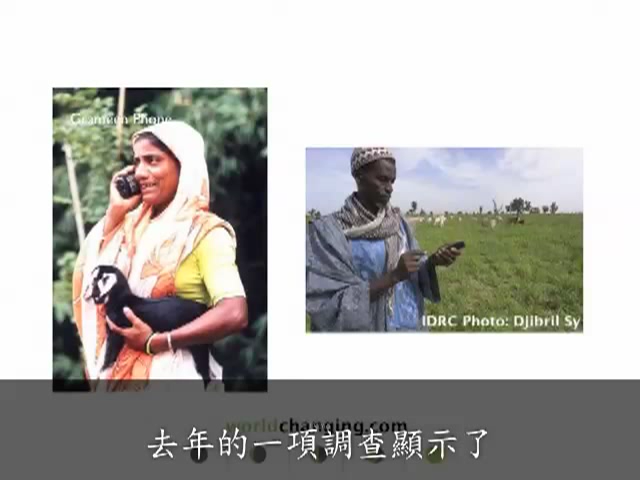 Grameen Phone
IDRC Photo: Djibril Sy
worldchanging.com
去年的一項調查顯示了